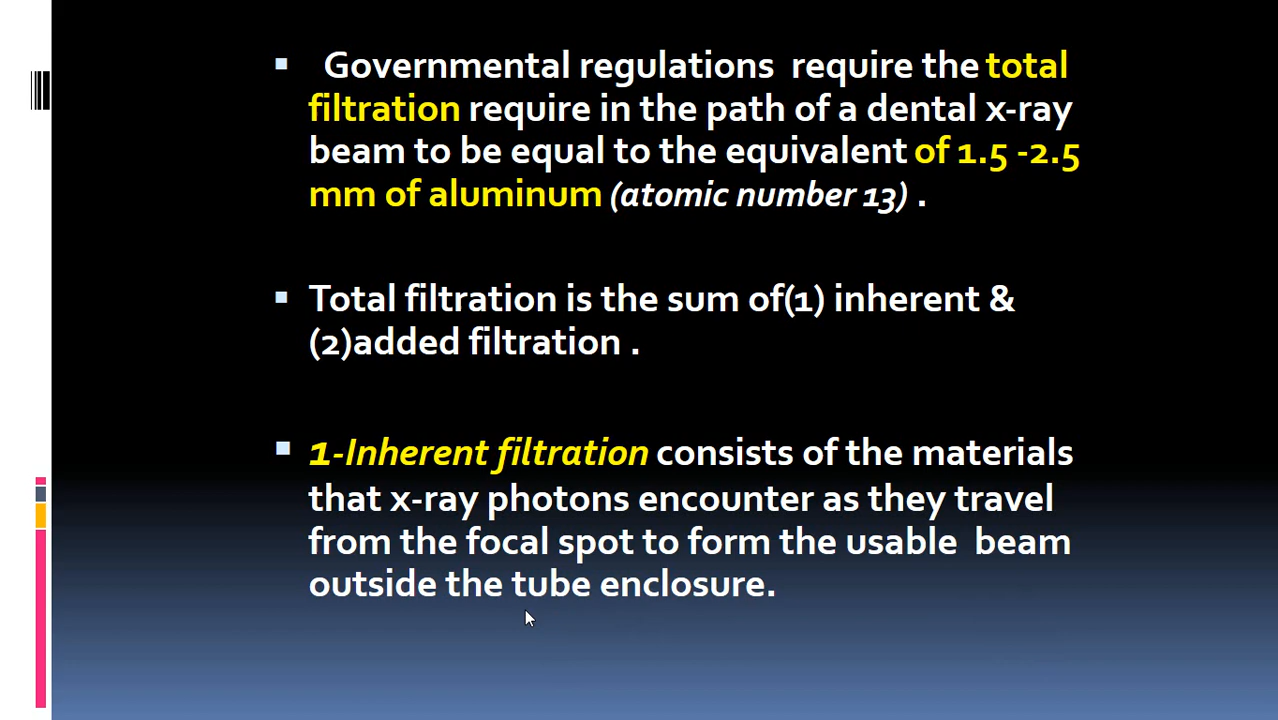 Governmental regulations require the total
filtration require in the path of a dental x-ray
beam to be equal to the equivalent of 1.5 -2.5
mm of aluminum (atomic number 13) .
Total filtration is the sum of(1) inherent &
(2)added filtration .
1-Inherent filtration consists of the materials
that x-ray photons encounter as they travel
from the focal spot to form the usable beam
outside the tube enclosure.